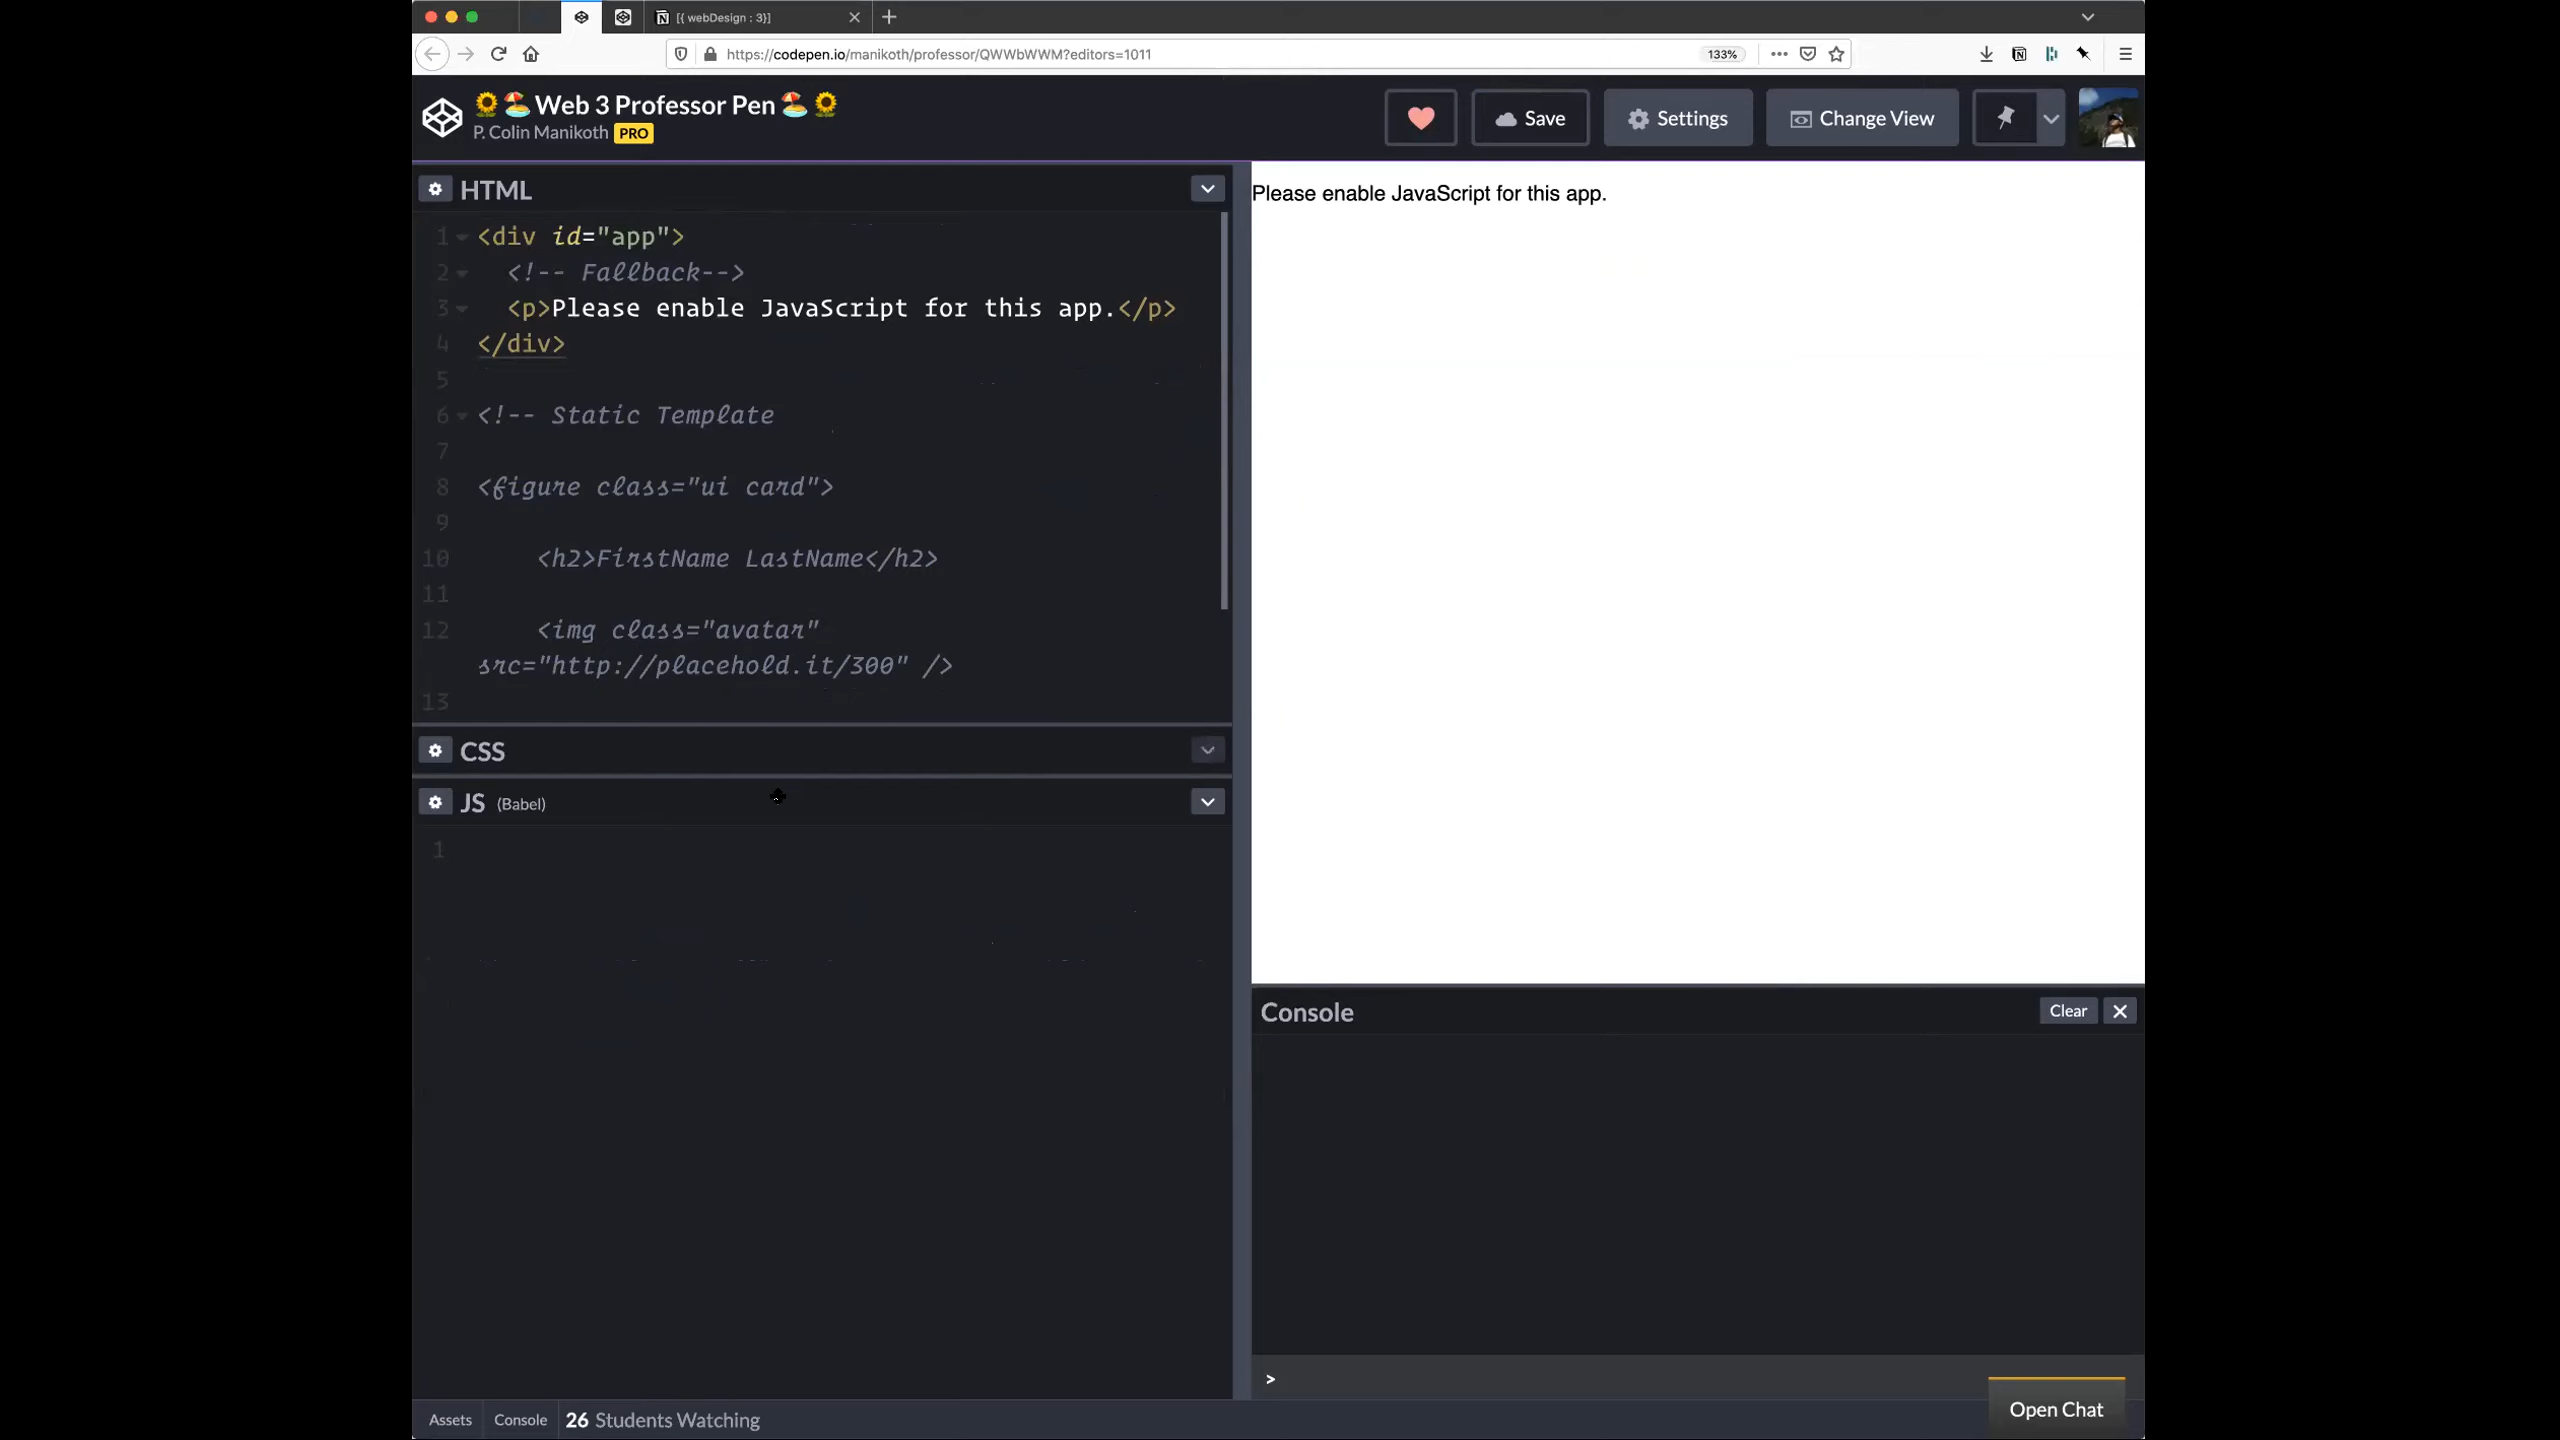 [{ webDesign : 3}]
https://codepen.io/manikoth/professor/QWWbWWM?editors=1011
133%
🌻🏖️ Web 3 Professor Pen 🏖️🌻
P. Colin Manikoth PRO
Save
Settings
Change View
HTML
1 <div id="app">
2 <!-- Fallback-->
3 <p>Please enable JavaScript for this app.</p>
4 </div>
5
6 <!-- Static Template
7
8 <figure class="ui card">
9
10 <h2>FirstName LastName</h2>
11
12 <img class="avatar"
src="http://placehold.it/300" />
13
CSS
JS (Babel)
1
Please enable JavaScript for this app.
Console
Clear
>
Assets
Console
26 Students Watching
Open Chat